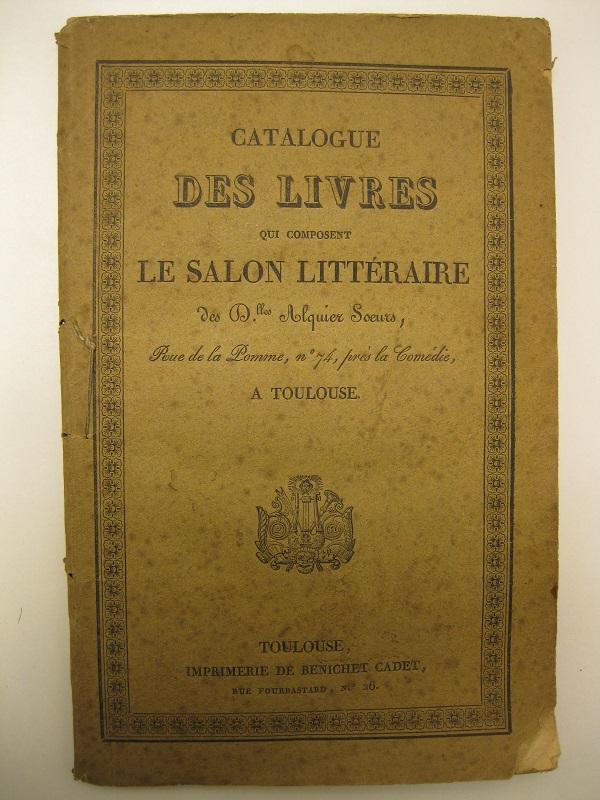 CATALOGUE
DES LIVRES
QUI COMPOSENT
LE SALON LITTÉRAIRE
des D.lles Alquier Sœurs,
Rue de la Pomme, n° 74, près la Comédie,
A TOULOUSE.
TOULOUSE,
IMPRIMERIE DE BENICHET CADET,
RUE FOURBASTARD, N.° 26.